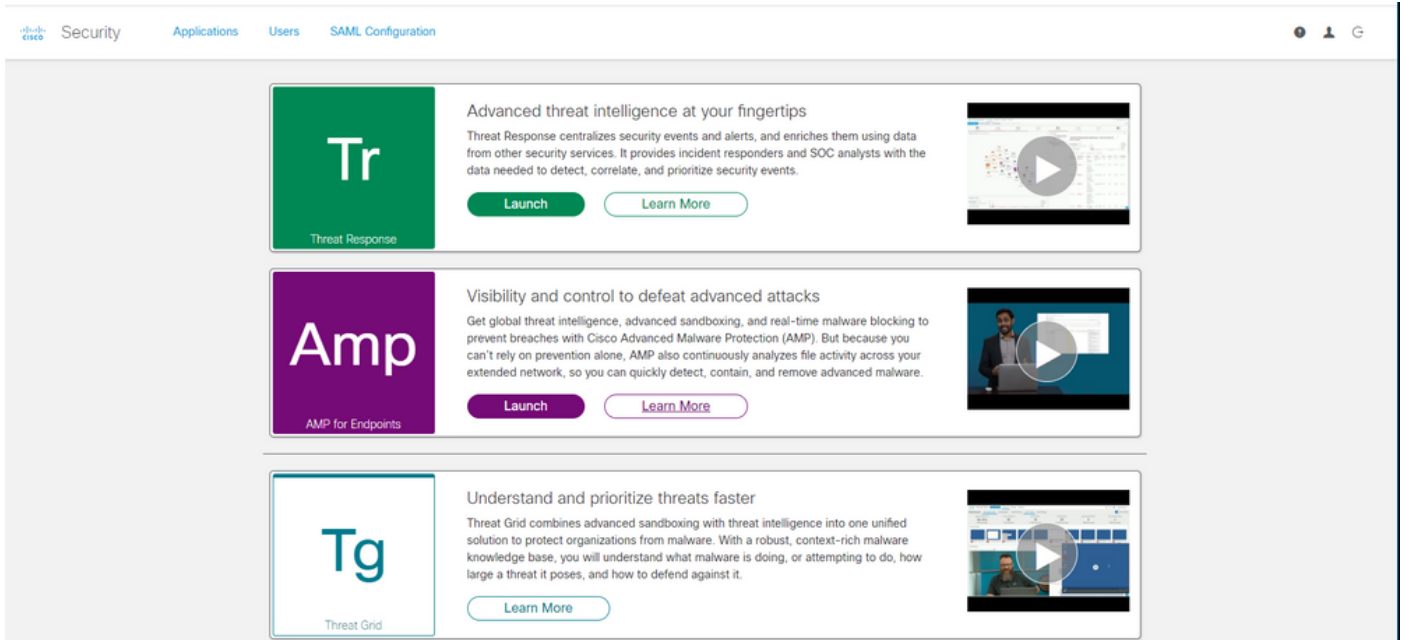 cisco Security Applications Users SAML Configuration
Tr
Threat Response
Advanced threat intelligence at your fingertips
Threat Response centralizes security events and alerts, and enriches them using data
from other security services. It provides incident responders and SOC analysts with the
data needed to detect, correlate, and prioritize security events.
Launch Learn More
Amp
AMP for Endpoints
Visibility and control to defeat advanced attacks
Get global threat intelligence, advanced sandboxing, and real-time malware blocking to
prevent breaches with Cisco Advanced Malware Protection (AMP). But because you
can't rely on prevention alone, AMP also continuously analyzes file activity across your
extended network, so you can quickly detect, contain, and remove advanced malware.
Launch Learn More
Tg
Threat Grid
Understand and prioritize threats faster
Threat Grid combines advanced sandboxing with threat intelligence into one unified
solution to protect organizations from malware. With a robust, context-rich malware
knowledge base, you will understand what malware is doing, or attempting to do, how
large a threat it poses, and how to defend against it.
Learn More